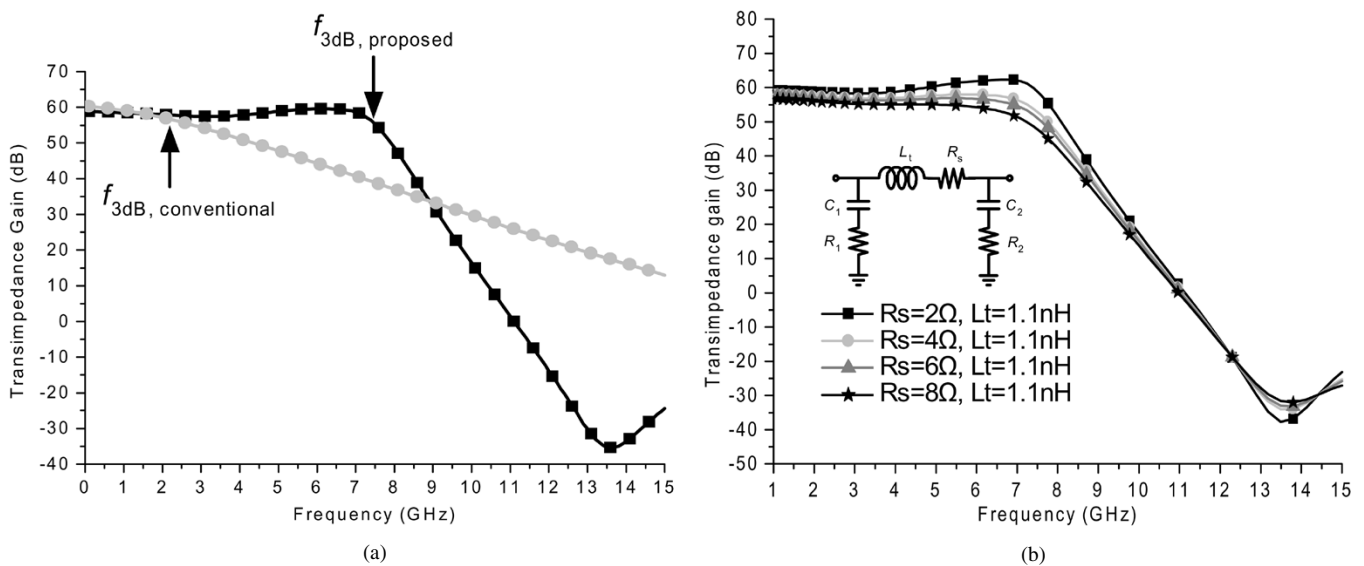 f3dB, proposed
f3dB, conventional
Transimpedance Gain (dB)
70
60
50
40
30
20
10
0
-10
-20
-30
-40
0 1 2 3 4 5 6 7 8 9 10 11 12 13 14 15
Frequency (GHz)
(a)
Transimpedance gain (dB)
80
70
60
50
40
30
20
10
0
-10
-20
-30
-40
-50
Lt Rs
C1 C2
R1 R2
Rs=2Ω, Lt=1.1nH
Rs=4Ω, Lt=1.1nH
Rs=6Ω, Lt=1.1nH
Rs=8Ω, Lt=1.1nH
1 2 3 4 5 6 7 8 9 10 11 12 13 14 15
Frequency (GHz)
(b)